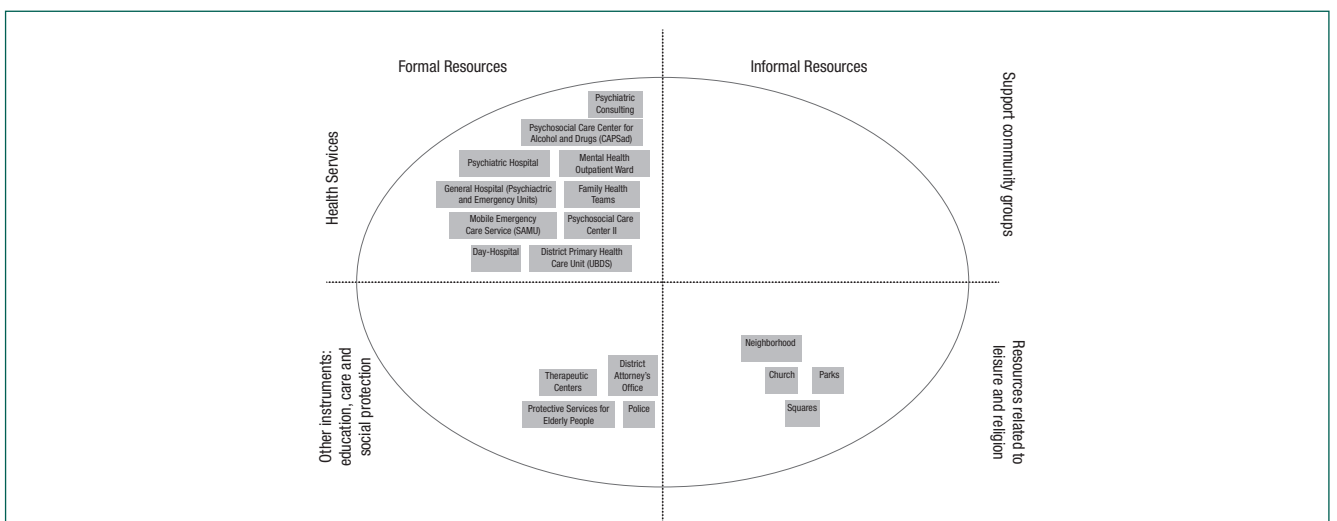 Formal Resources
Informal Resources
Health Services
Psychiatric
Consulting
Psychosocial Care Center for
Alcohol and Drugs (CAPSad)
Psychiatric Hospital
Mental Health
Outpatient Ward
General Hospital (Psychiactric
and Emergency Units)
Family Health
Teams
Mobile Emergency
Care Service (SAMU)
Psychosocial Care
Center II
Day-Hospital
District Primary Health
Care Unit (UBDS)
Support community
groups
Other instruments:
education, care and
social protection
Therapeutic
Centers
District
Attorney's
Office
Protective Services for
Elderly People
Police
Neighborhood
Church
Parks
Squares
Resources related to
leisure and religion